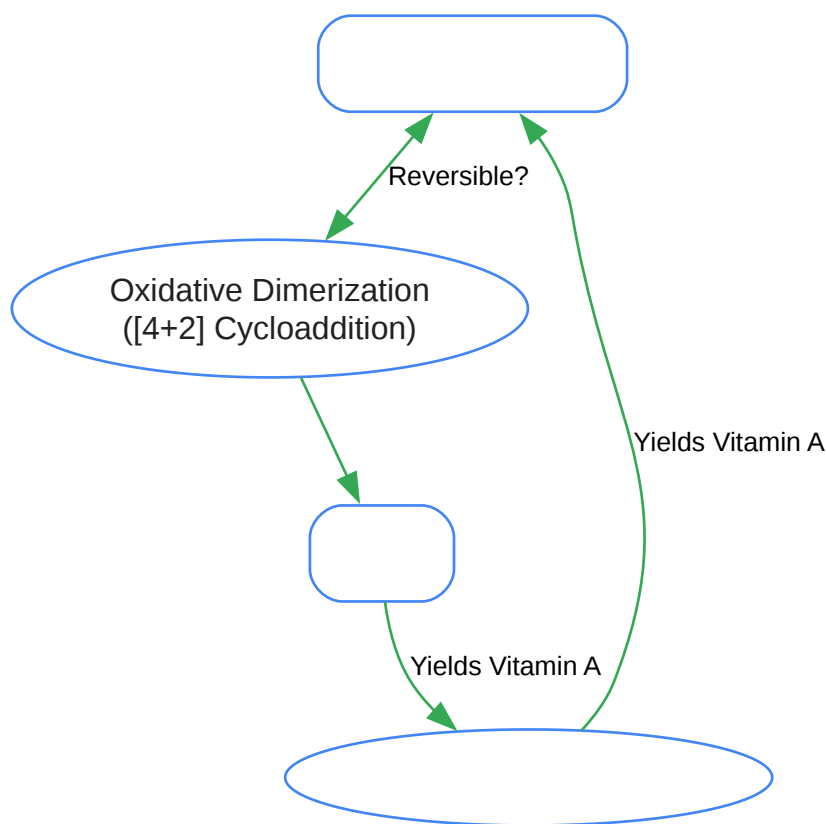 Reversible?
Oxidative Dimerization
([4+2] Cycloaddition)
Yields Vitamin A
Yields Vitamin A